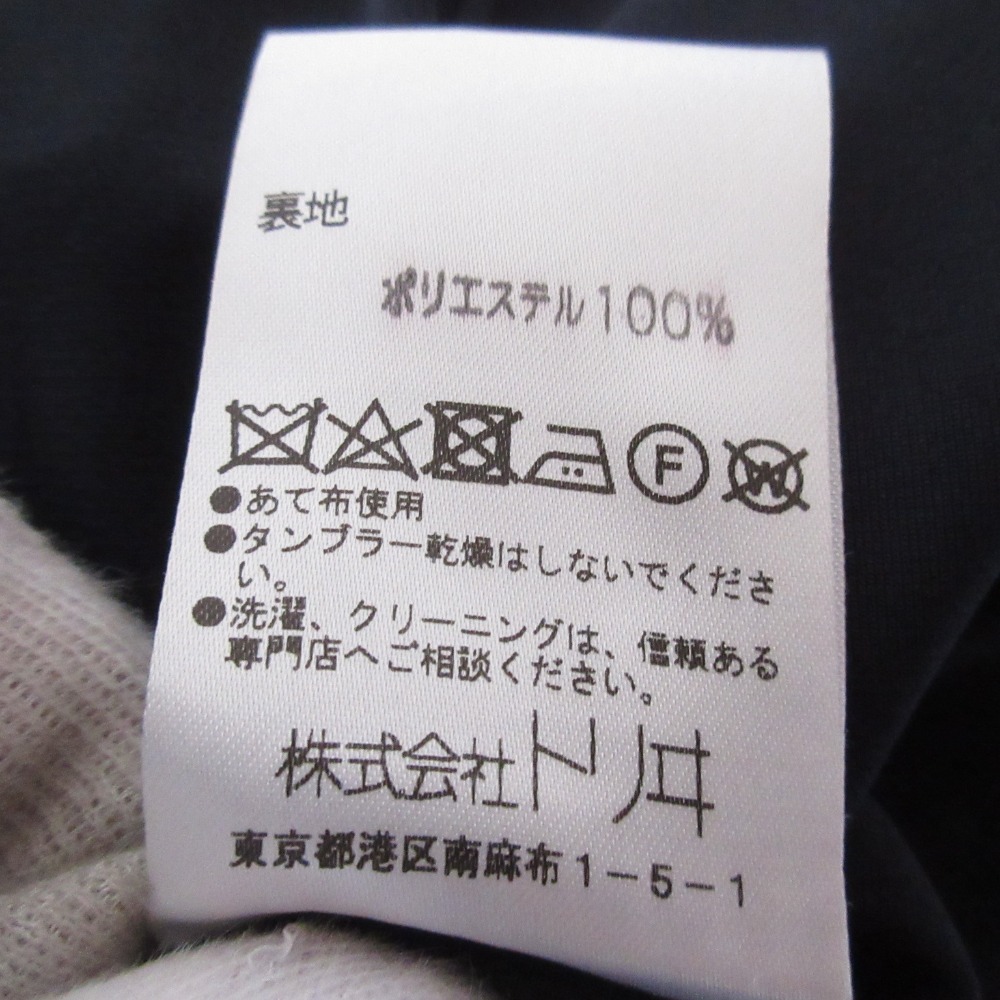 裏地
ポリエステル100%
F
W
●あて布使用
●タンブラー乾燥はしないでくださ
い。
●洗濯、クリーニングは、信頼ある
専門店へご相談ください。
株式会社トリヰ
東京都港区南麻布1-5-1